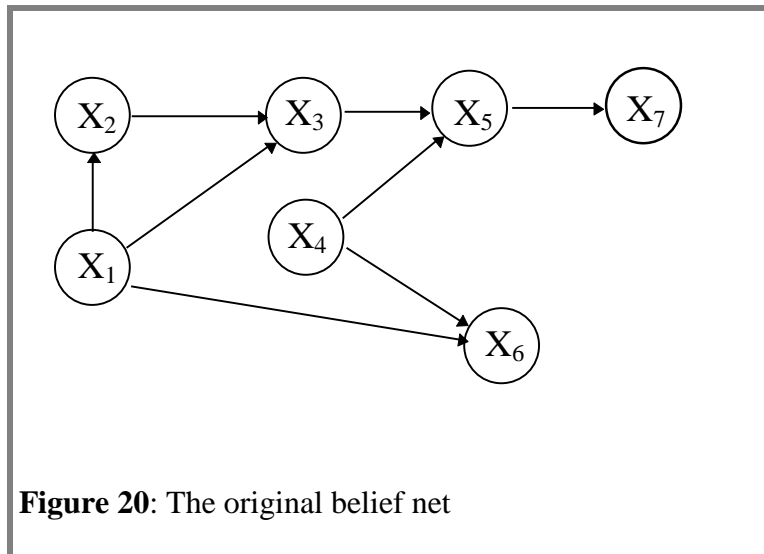 X₂
X₃
X₅
X₇
X₁
X₄
X₆
Figure 20: The original belief net